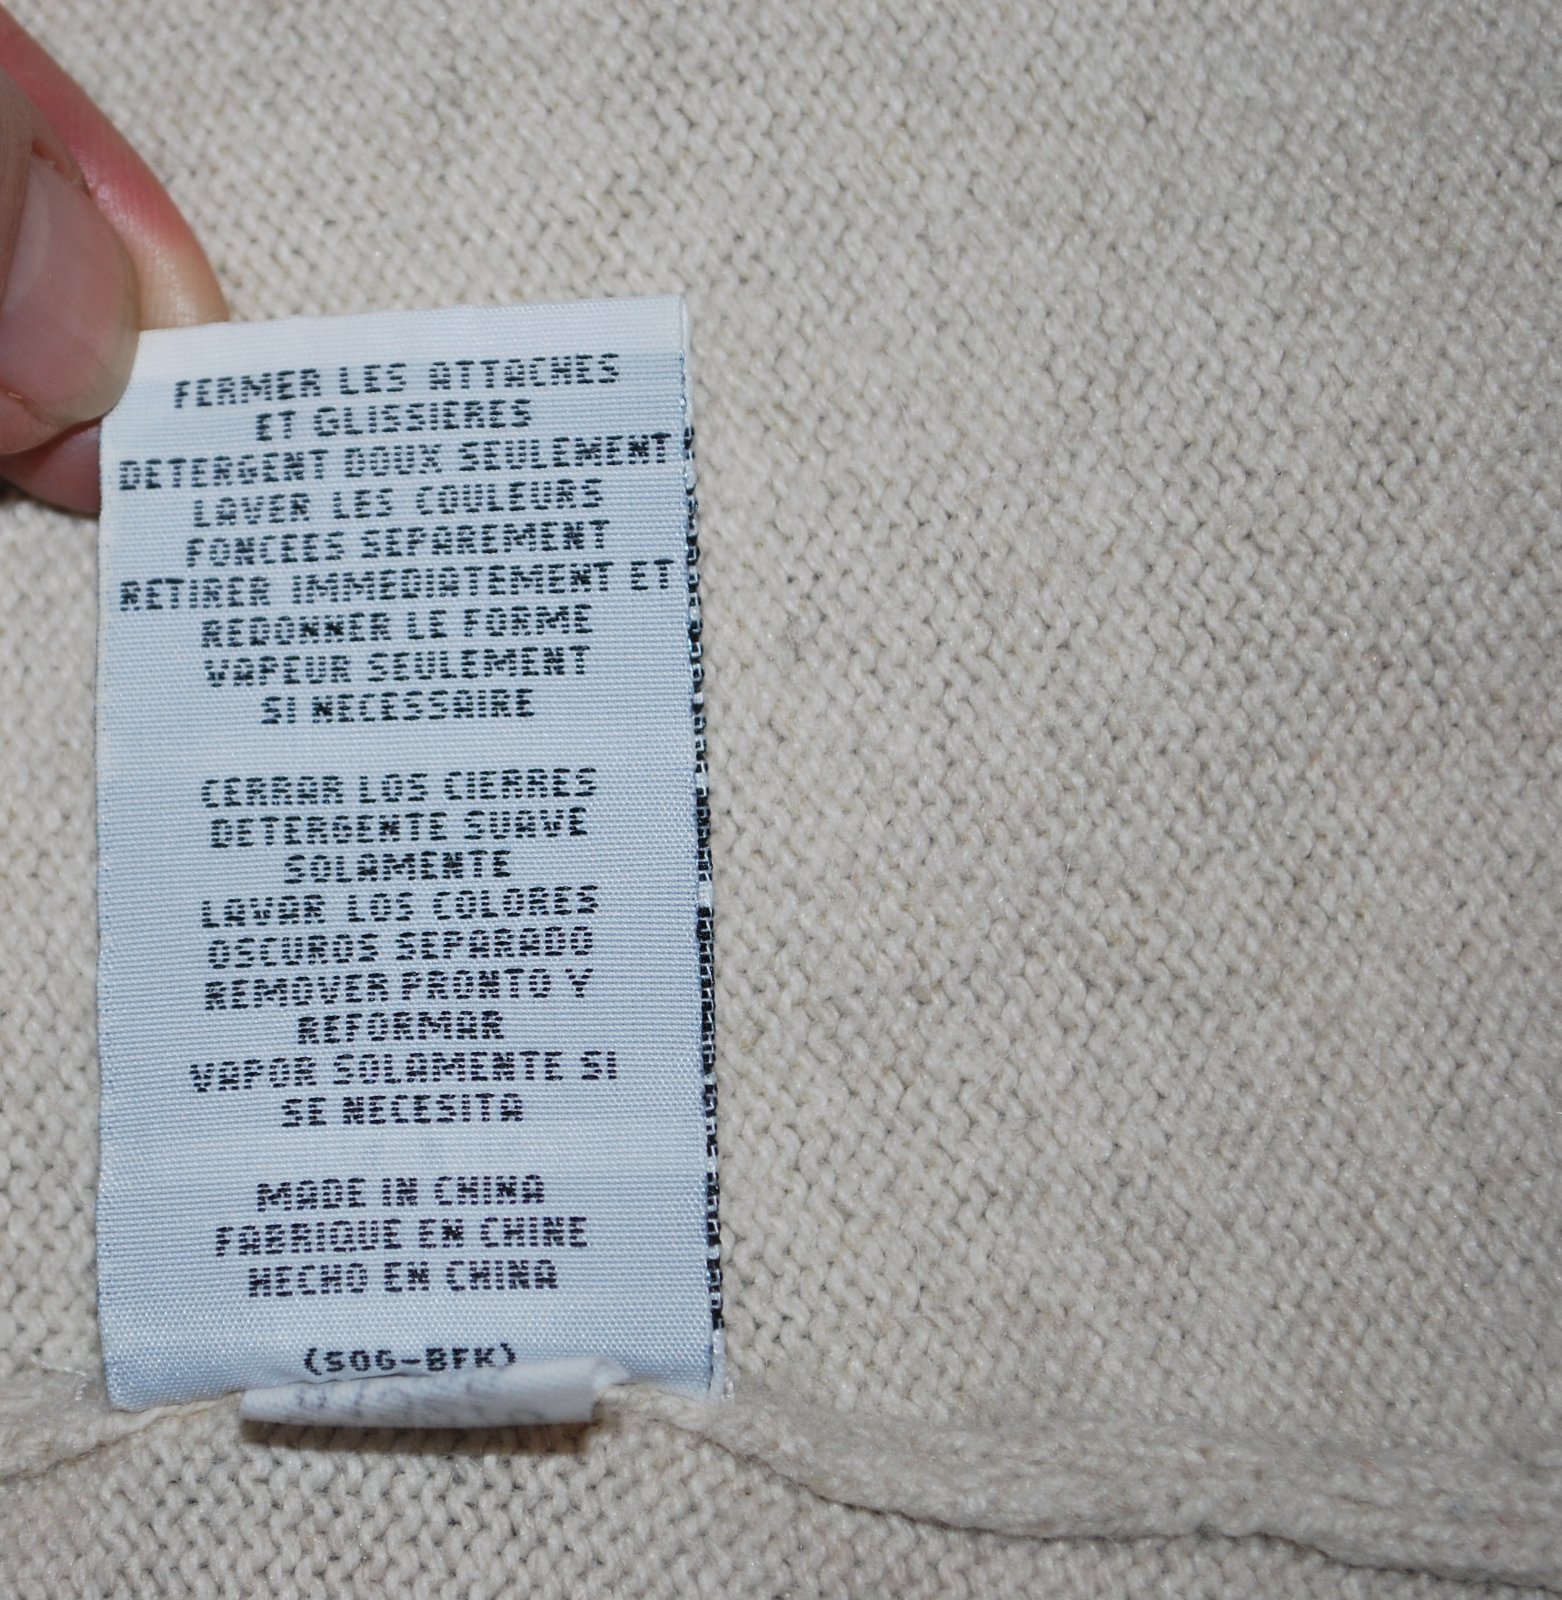 FERMER LES ATTACHES
ET GLISSIERES
DETERGENT DOUX SEULEMENT
LAVER LES COULEURS
FONCEES SEPAREMENT
RETIRER IMMEDIATEMENT ET
REDONNER LE FORME
VAPEUR SEULEMENT
SI NECESSAIRE
CERRAR LOS CIERRES
DETERGENTE SUAVE
SOLAMENTE
LAVAR LOS COLORES
OSCUROS SEPARADO
REMOVER PRONTO Y
REFORMAR
VAPOR SOLAMENTE SI
SE NECESITA
MADE IN CHINA
FABRIQUE EN CHINE
HECHO EN CHINA
(S06-BFK)